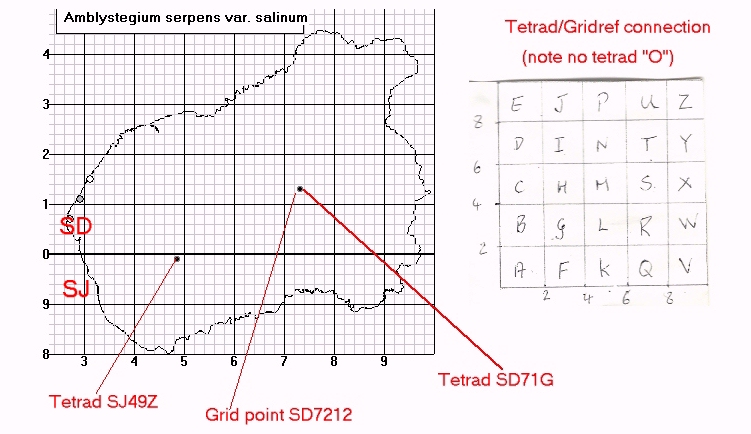 Amblystegium serpens var. salinum
Tetrad/Gridref connection
(note no tetrad "O")
4
3
2
1
0
9
8
SD
SJ
3 4 5 6 7 8 9
Tetrad SJ49Z
Grid point SD7212
Tetrad SD71G
E J P U Z
8
D I N T Y
6
C H M S X
4
B G L R W
2
A F K Q V
2 4 6 8